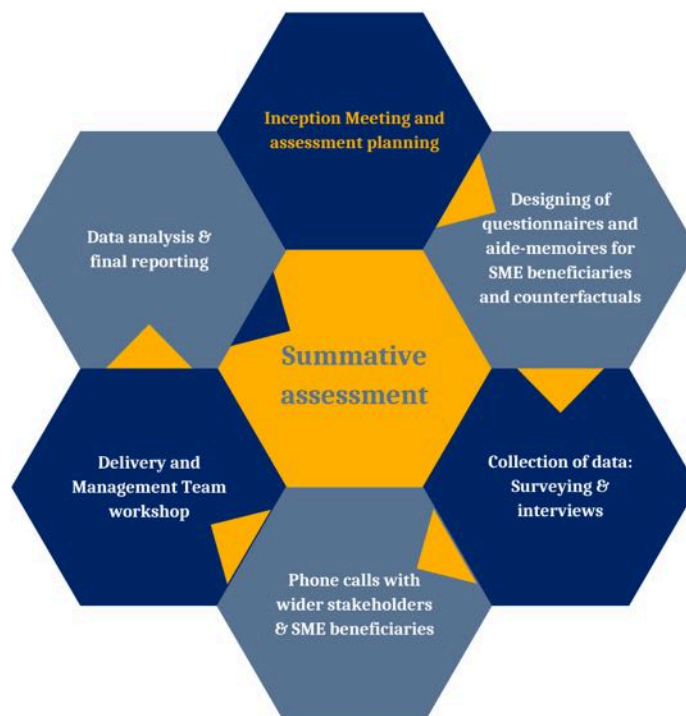 Inception Meeting and
assessment planning
Designing of
questionnaires and
aide-memoires for
SME beneficiaries
and counterfactuals
Collection of data:
Surveying &
interviews
Phone calls with
wider stakeholders
& SME beneficiaries
Delivery and
Management Team
workshop
Data analysis &
final reporting
Summative
assessment